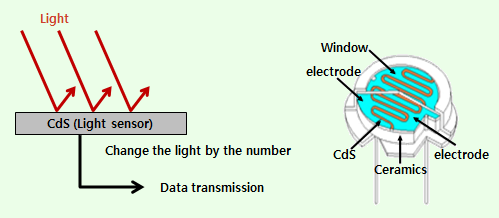 Light
CdS (Light sensor)
Change the light by the number
Data transmission
Window
electrode
CdS
Ceramics
electrode